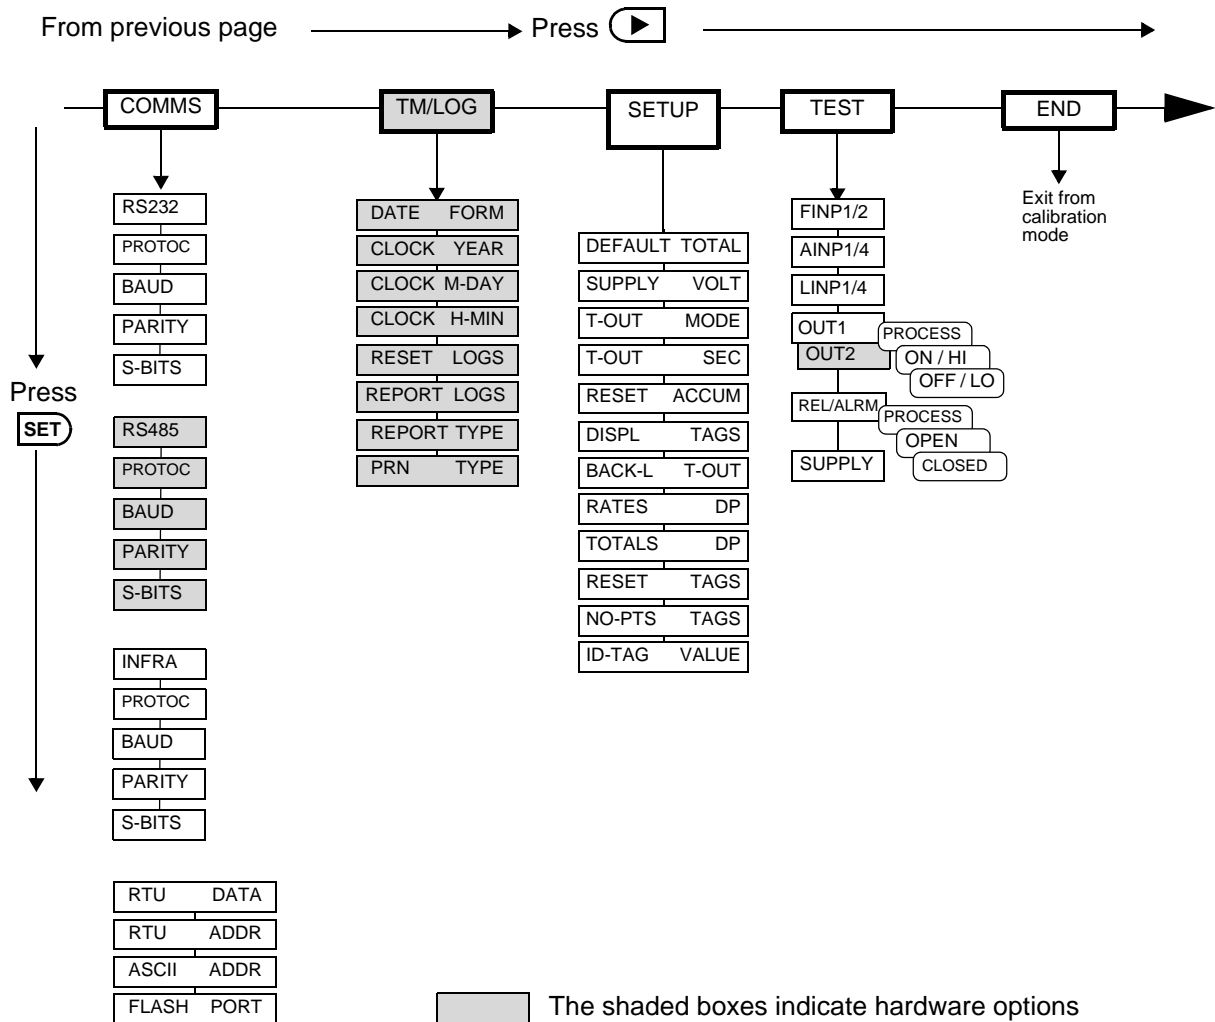 From previous page
Press
COMMS
TM/LOG
SETUP
TEST
END
Press
SET
RS232
PROTOC
BAUD
PARITY
S-BITS
RS485
PROTOC
BAUD
PARITY
S-BITS
INFRA
PROTOC
BAUD
PARITY
S-BITS
RTU DATA
RTU ADDR
ASCII ADDR
FLASH PORT
DATE FORM
CLOCK YEAR
CLOCK M-DAY
CLOCK H-MIN
RESET LOGS
REPORT LOGS
REPORT TYPE
PRN TYPE
DEFAULT TOTAL
SUPPLY VOLT
T-OUT MODE
T-OUT SEC
RESET ACCUM
DISPL TAGS
BACK-L T-OUT
RATES DP
TOTALS DP
RESET TAGS
NO-PTS TAGS
ID-TAG VALUE
FINP1/2
AINP1/4
LINP1/4
OUT1
OUT2
PROCESS
ON / HI
OFF / LO
REL/ALRM
PROCESS
OPEN
CLOSED
SUPPLY
Exit from
calibration
mode
The shaded boxes indicate hardware options